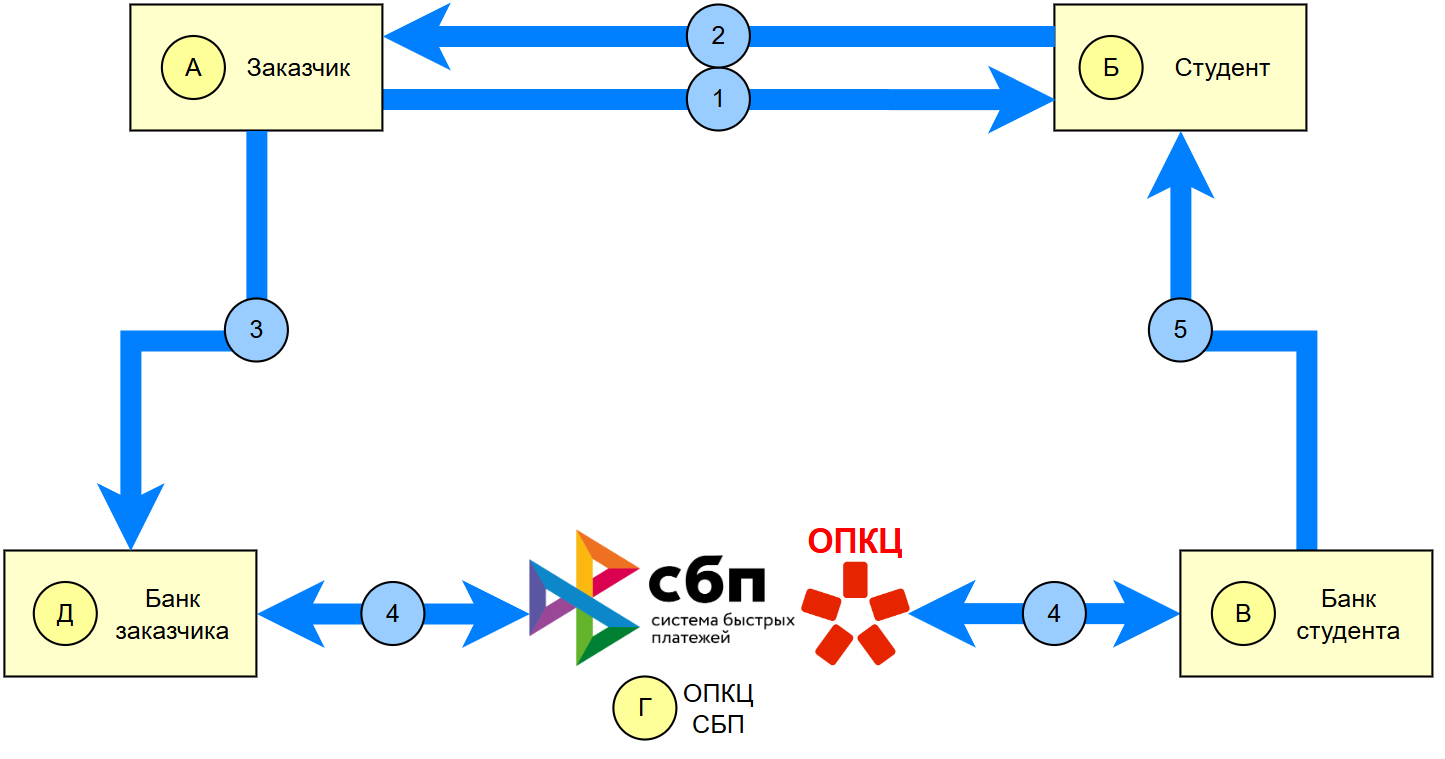 А
Заказчик
2
1
Б
Студент
3
5
Д
Банк
заказчика
4
сбп
система быстрых
платежей
ОПКЦ
4
В
Банк
студента
Г
ОПКЦ
СБП